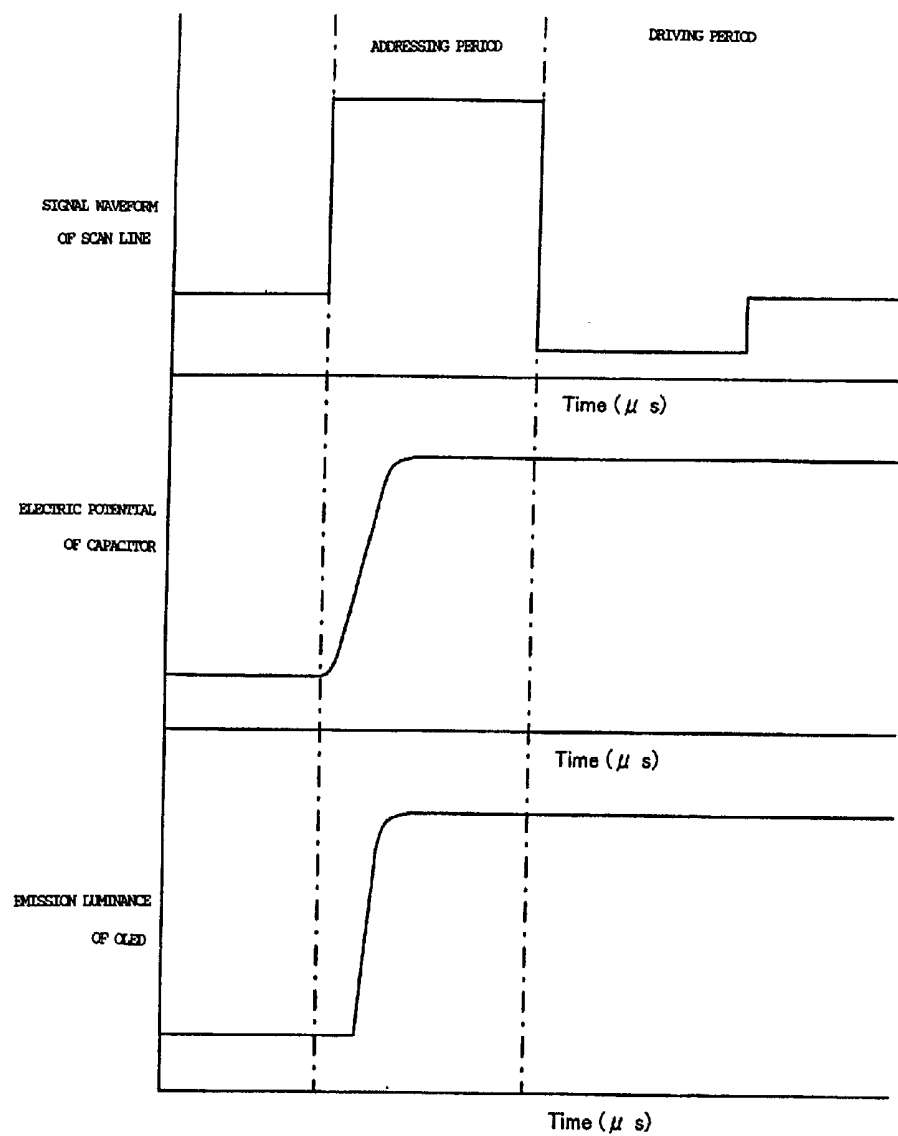 ADDRESSING PERIOD
DRIVING PERIOD
SIGNAL WAVEFORM
OF SCAN LINE
Time (μ s)
ELECTRIC POTENTIAL
OF CAPACITOR
Time (μ s)
EMISSION LUMINANCE
OF OLED
Time (μ s)